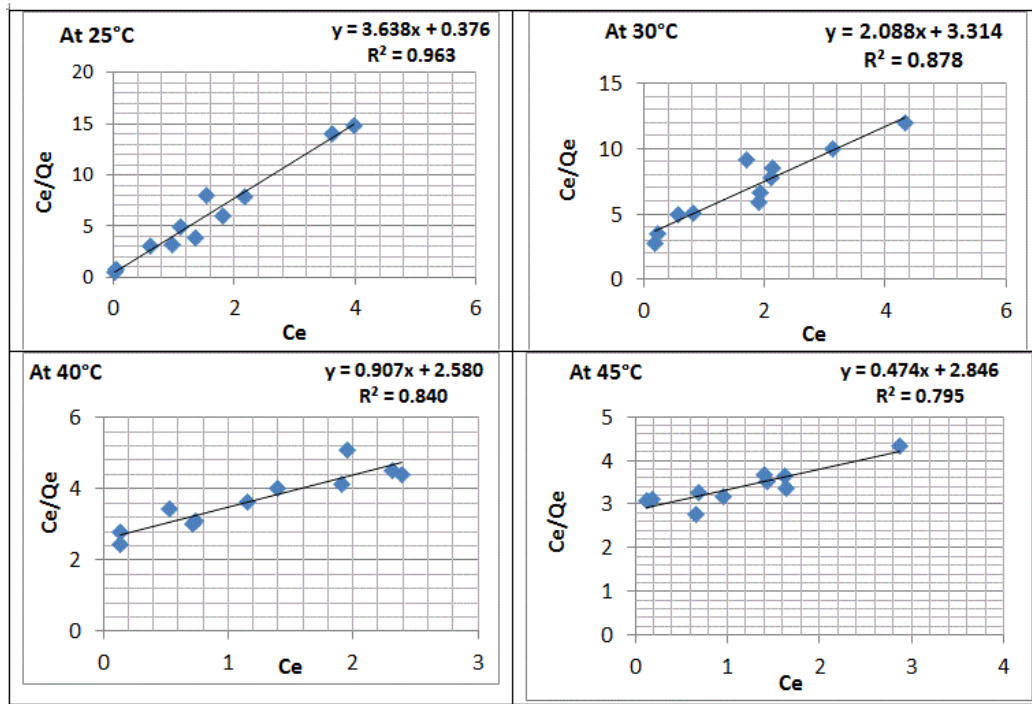 At 25°C
y = 3.638x + 0.376
R² = 0.963
20
15
10
5
0
Ce/Qe
0 2 4 6
Ce
At 30°C
y = 2.088x + 3.314
R² = 0.878
15
10
5
0
Ce/Qe
0 2 4 6
Ce
At 40°C
y = 0.907x + 2.580
R² = 0.840
6
4
2
0
Ce/Qe
0 1 2 3
Ce
At 45°C
y = 0.474x + 2.846
R² = 0.795
5
4
3
2
1
0
Ce/Qe
0 1 2 3 4
Ce